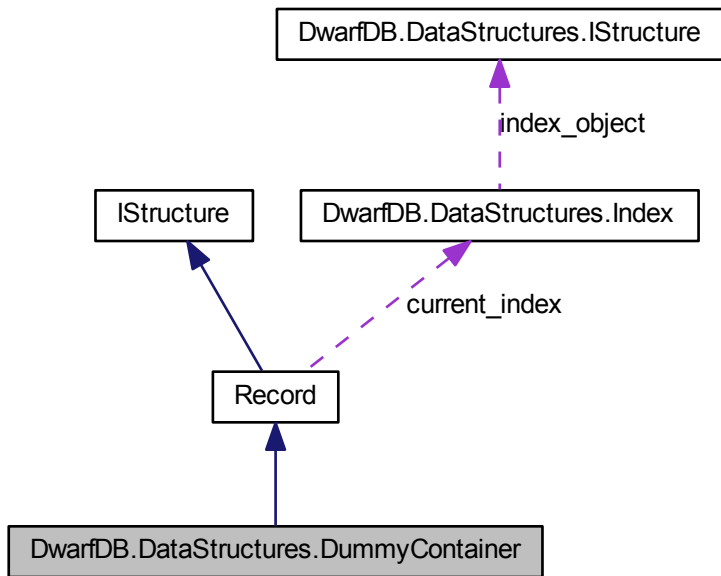 DwarfDB.DataStructures.IStructure
index_object
IStructure
DwarfDB.DataStructures.Index
current_index
Record
DwarfDB.DataStructures.DummyContainer